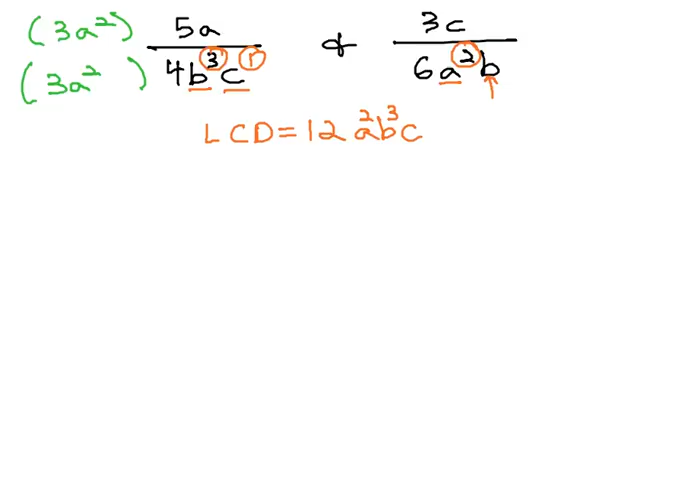 (3a²) 5a & 3c
(3a²) 4b³c¹ 6a²b
LCD = 12a²b³c